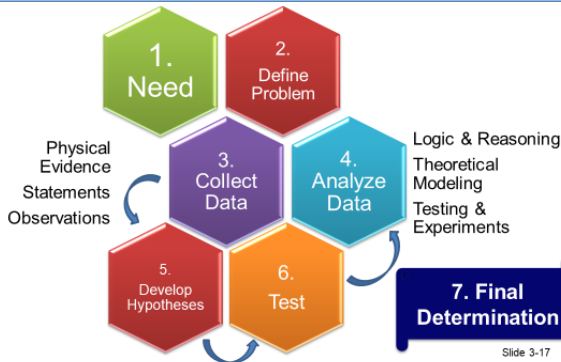 1.
Need
2.
Define
Problem
Physical
Evidence
Statements
Observations
3.
Collect
Data
4.
Analyze
Data
Logic & Reasoning
Theoretical
Modeling
Testing &
Experiments
5.
Develop
Hypotheses
6.
Test
7. Final
Determination
Slide 3-17